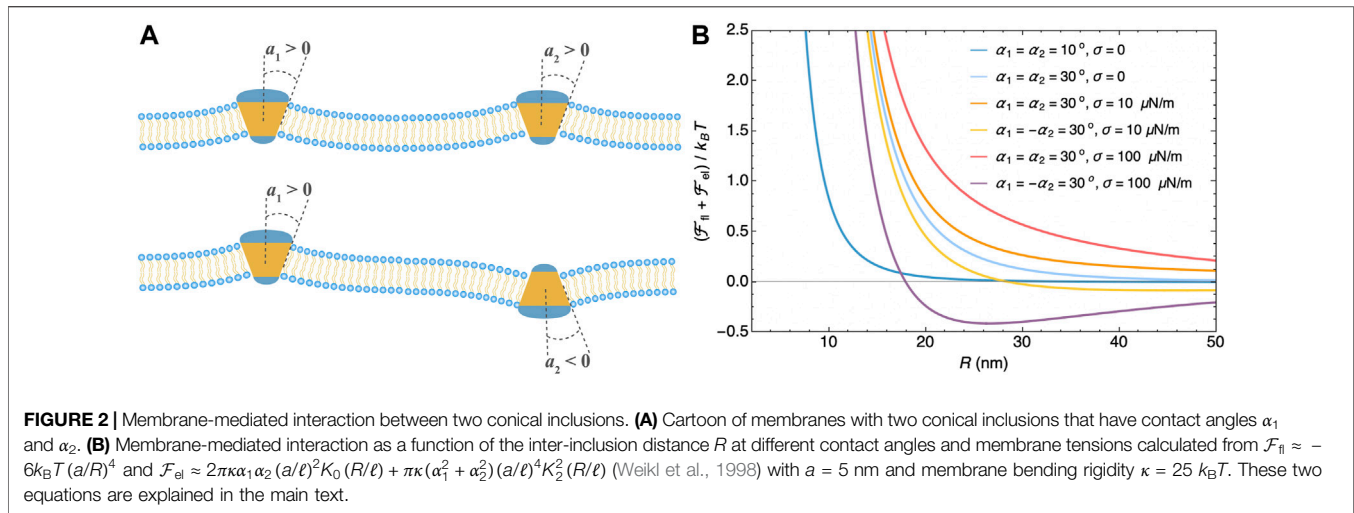 A
a₁ > 0
a₂ > 0
a₁ > 0
a₂ < 0
B
(ℱfl + ℱel) / k_B T
2.5
2.0
1.5
1.0
0.5
0.0
−0.5
10
20
30
40
50
R (nm)
α₁ = α₂ = 10°, σ = 0
α₁ = α₂ = 30°, σ = 0
α₁ = α₂ = 30°, σ = 10 μN/m
α₁ = −α₂ = 30°, σ = 10 μN/m
α₁ = α₂ = 30°, σ = 100 μN/m
α₁ = −α₂ = 30°, σ = 100 μN/m
FIGURE 2 | Membrane-mediated interaction between two conical inclusions. (A) Cartoon of membranes with two conical inclusions that have contact angles α₁
and α₂. (B) Membrane-mediated interaction as a function of the inter-inclusion distance R at different contact angles and membrane tensions calculated from ℱfl ≈ −
6k_BT (a/R)⁴ and ℱel ≈ 2πκα₁α₂ (a/ℓ)²K₀ (R/ℓ) + πκ(α₁² + α₂²) (a/ℓ)⁴K₂² (R/ℓ) (Weikl et al., 1998) with a = 5 nm and membrane bending rigidity κ = 25 k_BT. These two
equations are explained in the main text.